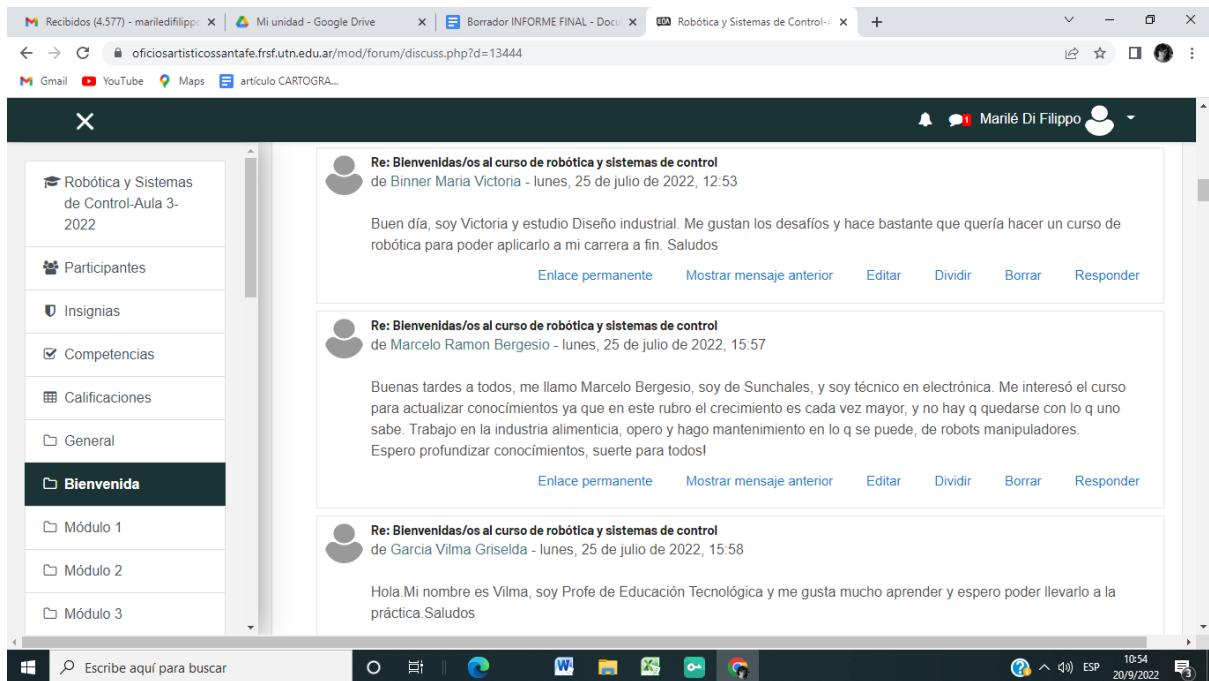 Recibidos (4.577) - mariledifilippo
Mi unidad - Google Drive
Borrador INFORME FINAL - Docu
Robótica y Sistemas de Control-A
oficiosartisticossantafe.frsf.utn.edu.ar/mod/forum/discuss.php?d=13444
Gmail
YouTube
Maps
artículo CARTOGRA...
1
Marilé Di Filippo
Robótica y Sistemas
de Control-Aula 3-
2022
Participantes
Insignias
Competencias
Calificaciones
General
Bienvenida
Módulo 1
Módulo 2
Módulo 3
Re: Bienvenidas/os al curso de robótica y sistemas de control
de Binner Maria Victoria - lunes, 25 de julio de 2022, 12:53
Buen día, soy Victoria y estudio Diseño industrial. Me gustan los desafíos y hace bastante que quería hacer un curso de
robótica para poder aplicarlo a mi carrera a fin. Saludos
Enlace permanente Mostrar mensaje anterior Editar Dividir Borrar Responder
Re: Bienvenidas/os al curso de robótica y sistemas de control
de Marcelo Ramon Bergesio - lunes, 25 de julio de 2022, 15:57
Buenas tardes a todos, me llamo Marcelo Bergesio, soy de Sunchales, y soy técnico en electrónica. Me interesó el curso
para actualizar conocímientos ya que en este rubro el crecimiento es cada vez mayor, y no hay q quedarse con lo q uno
sabe. Trabajo en la industria alimenticia, opero y hago mantenimiento en lo q se puede, de robots manipuladores.
Espero profundizar conocímientos, suerte para todos!
Enlace permanente Mostrar mensaje anterior Editar Dividir Borrar Responder
Re: Bienvenidas/os al curso de robótica y sistemas de control
de Garcia Vilma Griselda - lunes, 25 de julio de 2022, 15:58
Hola.Mi nombre es Vilma, soy Profe de Educación Tecnológica y me gusta mucho aprender y espero poder llevarlo a la
práctica.Saludos
Escribe aquí para buscar
ESP
10:54
20/9/2022
3